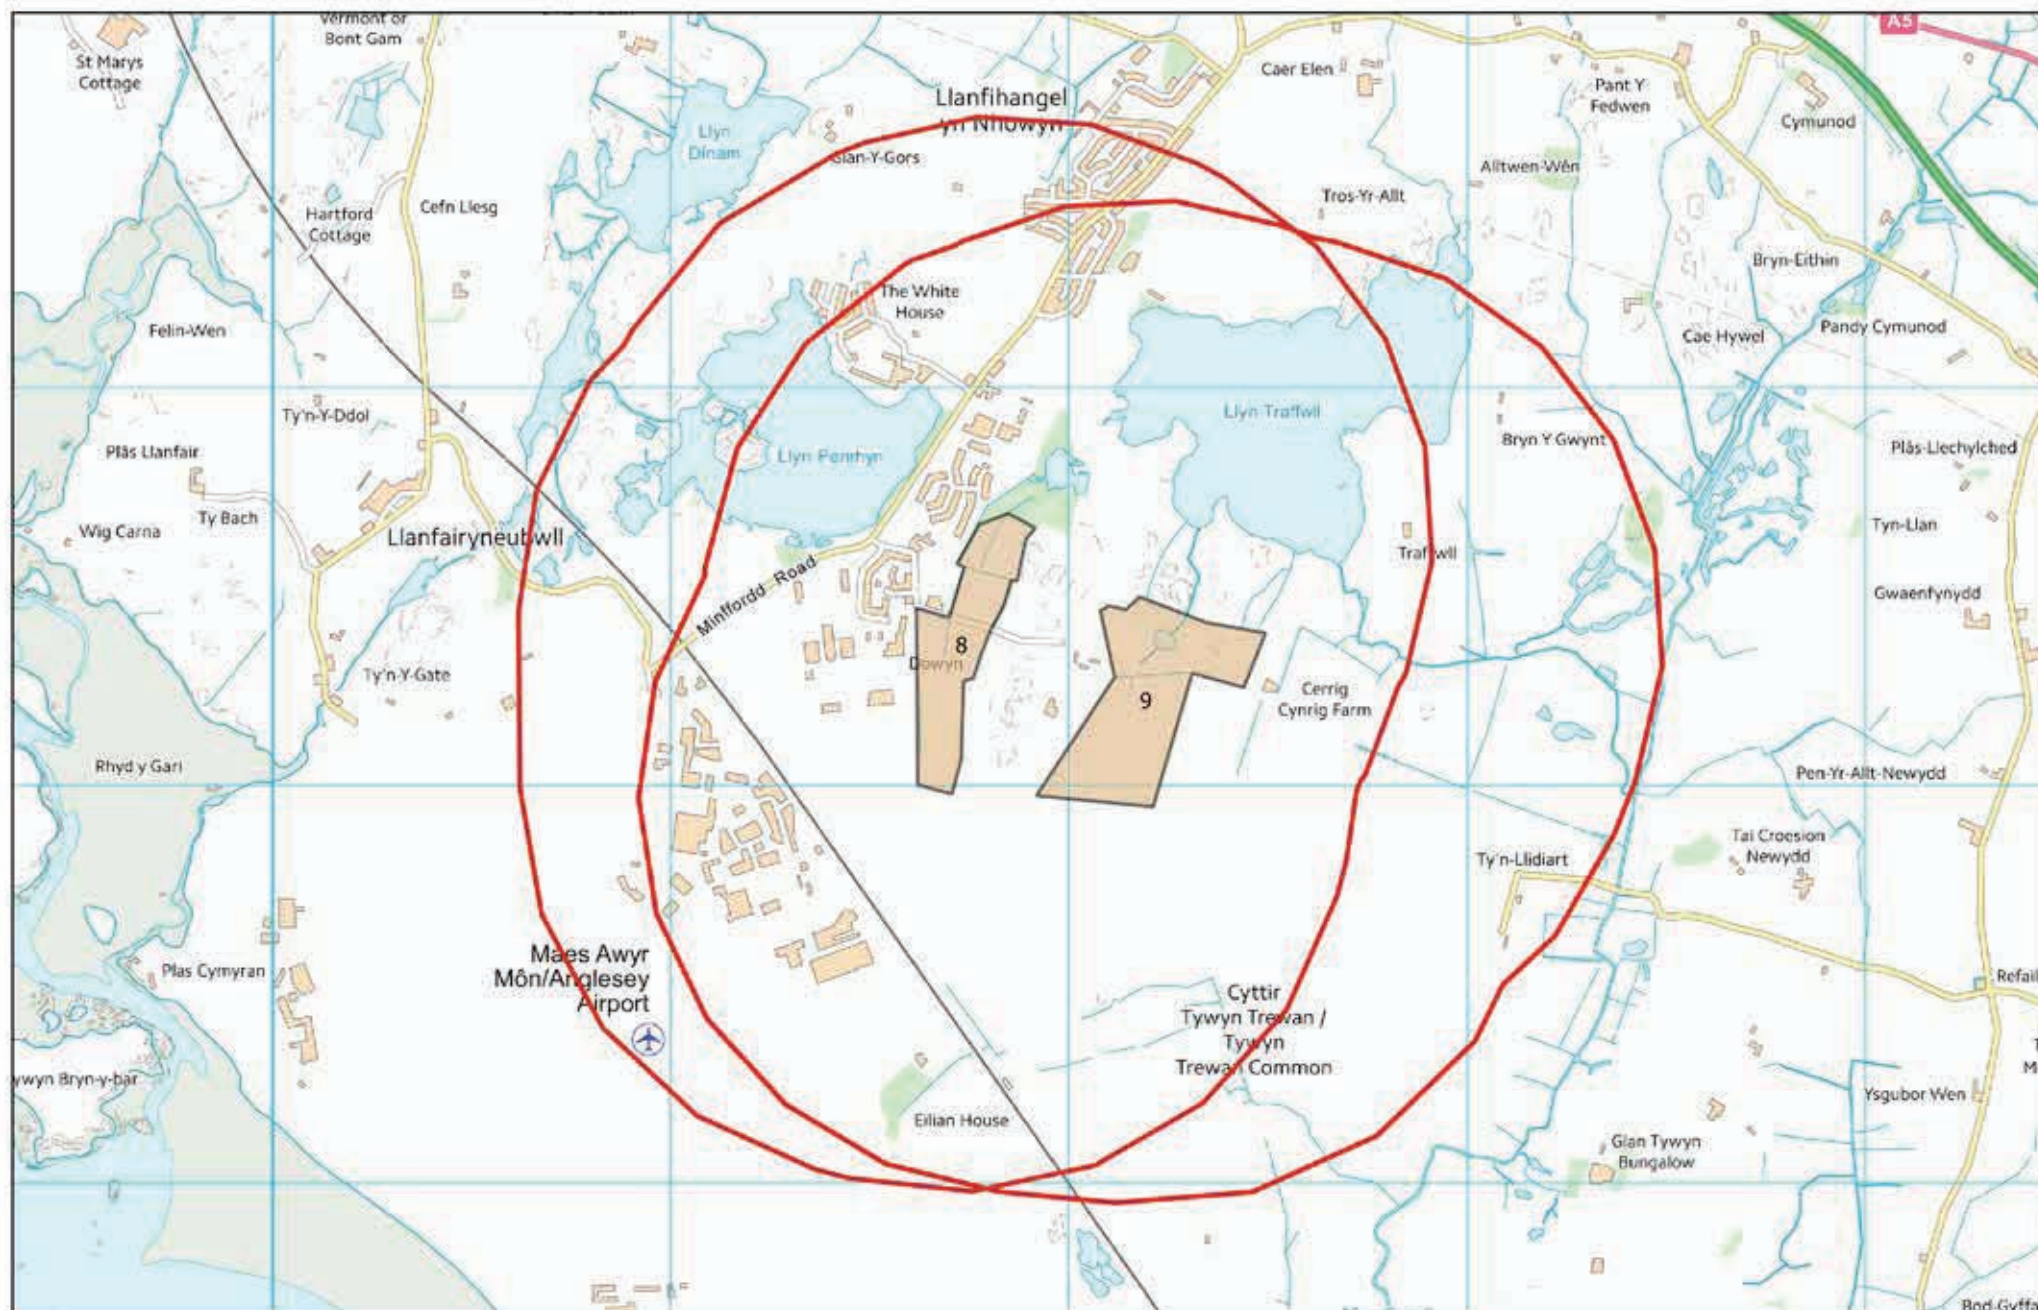 Vermont or
Bont Gam
A5
St Marys
Cottage
Caer Elen
Pant Y
Fedwen
Llanfihangel
yn Nhowyn
Cymunod
Llyn
Dinam
Glan-Y-Gors
Alltwen-Wên
Tros-Yr-Allt
Hartford
Cottage
Cefn Llesg
Bryn-Eithin
The White
House
Felin-Wen
Cae Hywel
Pandy Cymunod
Ty'n-Y-Ddol
Llyn Traffwll
Bryn Y Gwynt
Plâs Llanfair
Llyn Penrhyn
Plâs-Llechylched
Ty Bach
Wig Carna
Llanfairyneubwll
Tyn-Llan
Traffwll
Minffordd Road
Gwaenfynydd
8
Dowyn
Ty'n-Y-Gate
9
Cerrig
Cynrig Farm
Rhyd y Gari
Pen-Yr-Allt-Newydd
Tai Croesion
Newydd
Ty'n-Llidiart
Maes Awyr
Môn/Anglesey
Airport
Plas Cymyran
Refail
Cyttir
Tywyn Trewan /
Tywyn
Trewan Common
ywyn Bryn-y-bar
Ysgubor Wen
Eilian House
Glan Tywyn
Bungalow